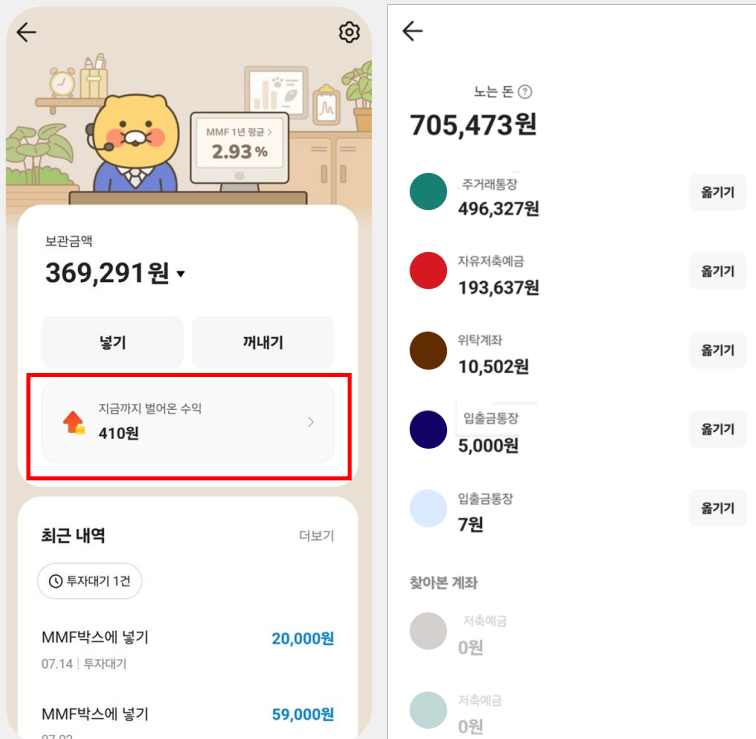 MMF 1년 평균 >
2.93 %
보관금액
369,291원
넣기
꺼내기
지금까지 벌어온 수익
410원
최근 내역
더보기
투자대기 1건
MMF박스에 넣기
20,000원
07.14 | 투자대기
MMF박스에 넣기
59,000원
노는 돈 ?
705,473원
주거래통장
496,327원
옮기기
자유저축예금
193,637원
옮기기
위탁계좌
10,502원
옮기기
입출금통장
5,000원
옮기기
입출금통장
7원
옮기기
찾아본 계좌
저축예금
0원
저축예금
0원